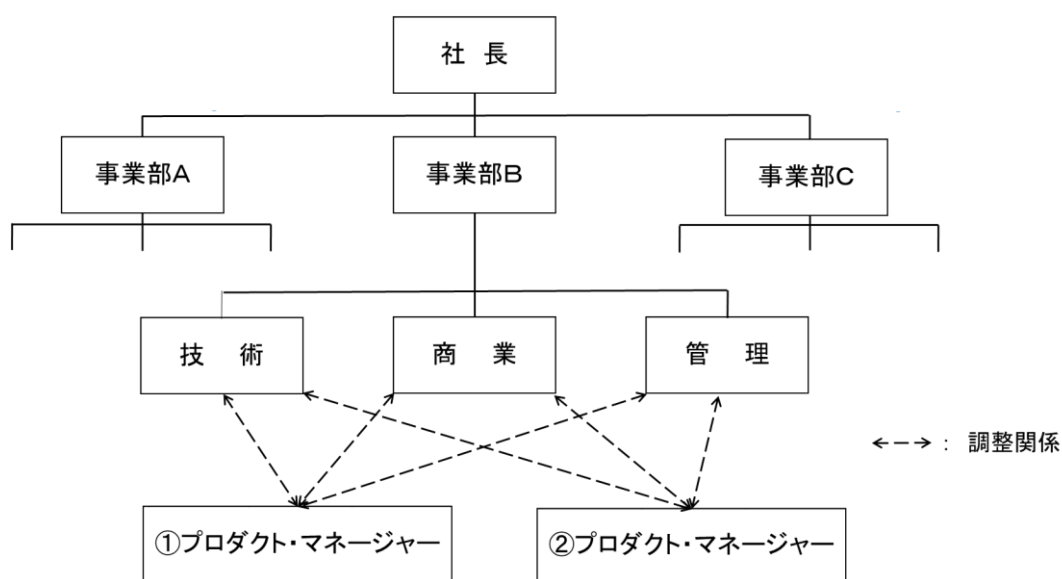 社 長
事業部A
事業部B
事業部C
技 術
商 業
管 理
: 調整関係
①プロダクト・マネージャー
②プロダクト・マネージャー